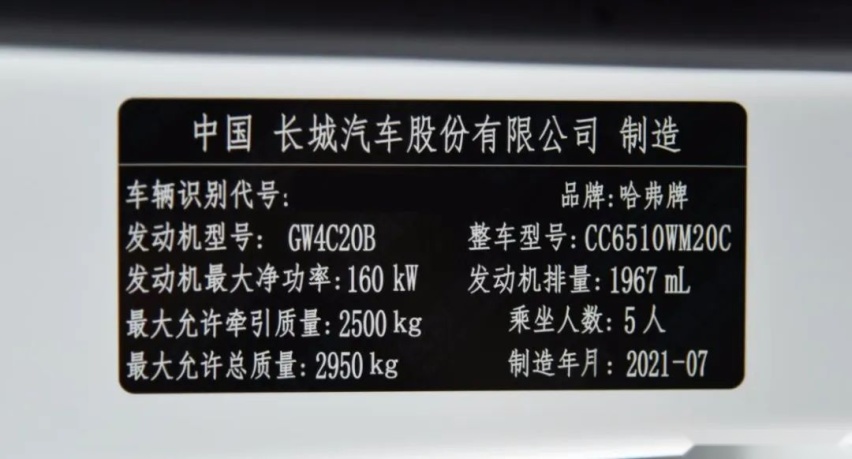 中国 长城汽车股份有限公司 制造
车辆识别代号: 品牌:哈弗牌
发动机型号: GW4C20B 整车型号:CC6510WM20C
发动机最大净功率:160 kW 发动机排量:1967 mL
最大允许牵引质量:2500 kg 乘坐人数:5人
最大允许总质量:2950 kg 制造年月:2021-07